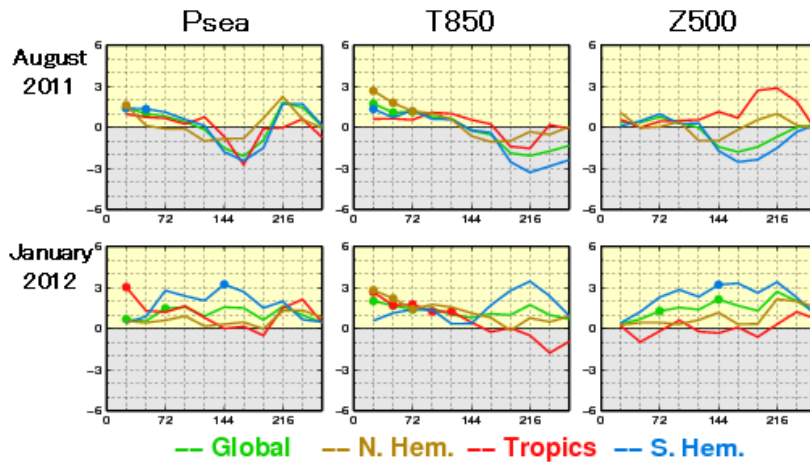 Psea T850 Z500
August 2011
6 6 6
3 3 3
0 0 0
-3 -3 -3
-6 -6 -6
0 72 144 216 0 72 144 216 0 72 144 216
January 2012
6 6 6
3 3 3
0 0 0
-3 -3 -3
-6 -6 -6
0 72 144 216 0 72 144 216 0 72 144 216
-- Global -- N. Hem. -- Tropics -- S. Hem.